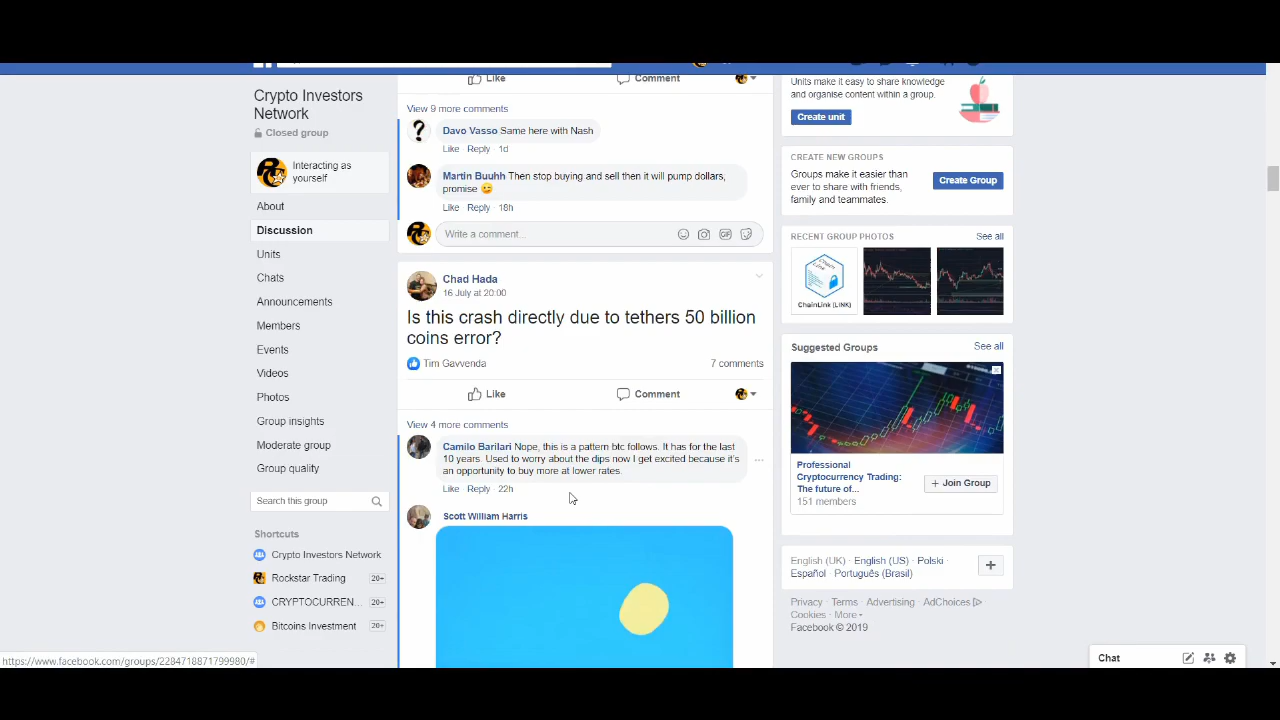 Crypto Investors
Network
Closed group
Interacting as
yourself
About
Discussion
Units
Chats
Announcements
Members
Events
Videos
Photos
Group insights
Moderate group
Group quality
Search this group
Shortcuts
Crypto Investors Network
Rockstar Trading 20+
CRYPTOCURREN... 20+
Bitcoins Investment 20+
https://www.facebook.com/groups/2284718871799980/#
Like Comment
View 9 more comments
Davo Vasso Same here with Nash
Like · Reply · 1d
Martin Buuhh Then stop buying and sell then it will pump dollars,
promise 😉
Like · Reply · 18h
Write a comment...
GIF
Chad Hada
16 July at 20:00
Is this crash directly due to tethers 50 billion
coins error?
Tim Gavvenda 7 comments
Like Comment
View 4 more comments
Camilo Barilari Nope, this is a pattern btc follows. It has for the last
10 years. Used to worry about the dips now I get excited because it's
an opportunity to buy more at lower rates.
Like · Reply · 22h
Scott William Harris
Units make it easier to share knowledge
and organise content within a group.
Create unit
CREATE NEW GROUPS
Groups make it easier than
ever to share with friends,
family and teammates.
Create Group
RECENT GROUP PHOTOS See all
ChainLink (LINK)
Suggested Groups See all
Professional
Cryptocurrency Trading:
The future of...
151 members
+ Join Group
English (UK) · English (US) · Polski ·
Español · Português (Brasil)
Privacy · Terms · Advertising · AdChoices ·
Cookies · More
Facebook © 2019
Chat